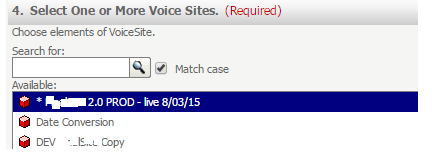 4. Select One or More Voice Sites. (Required)
Choose elements of VoiceSite.
Search for:
Match case
Available:
* 2.0 PROD - live 8/03/15
Date Conversion
DEV Copy